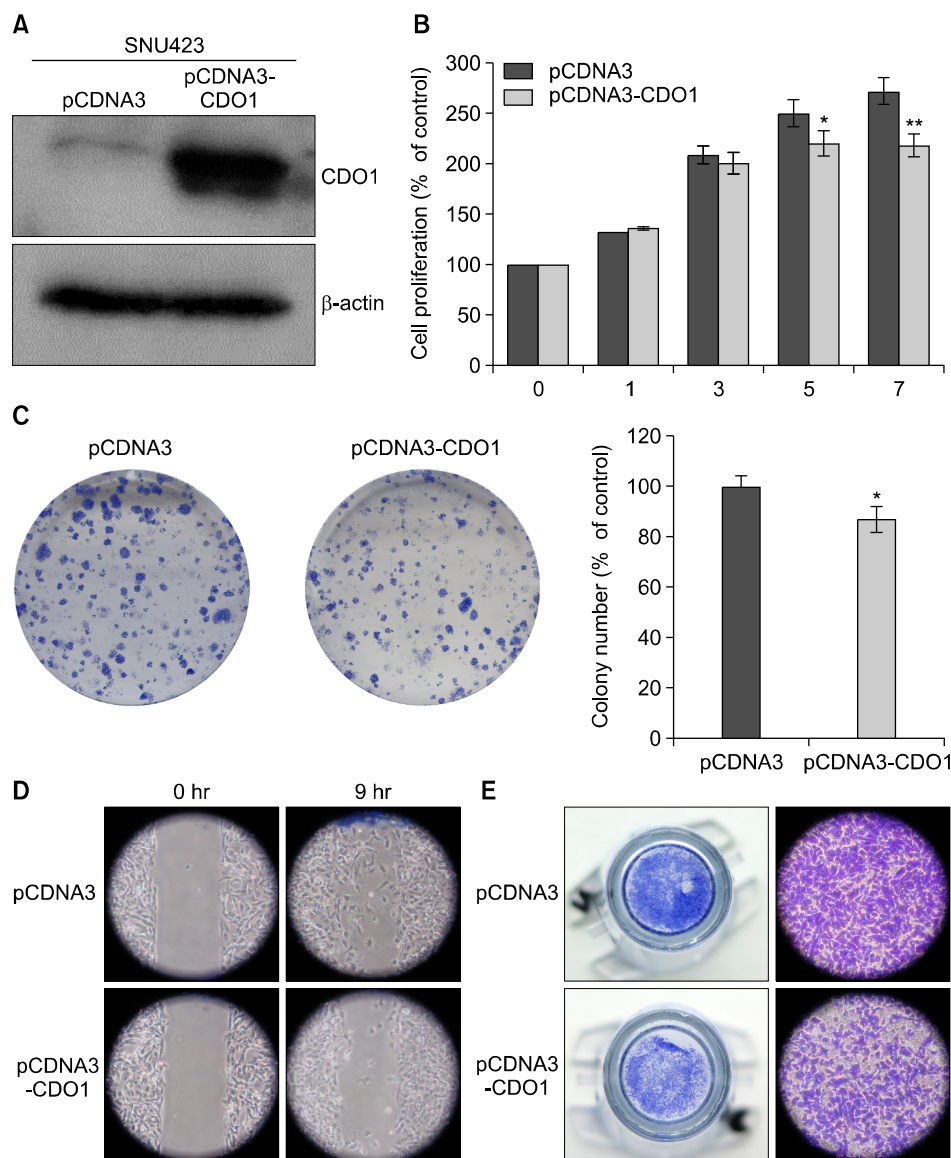 A
SNU423
pCDNA3
pCDNA3-
CDO1
CDO1
β-actin
B
Cell proliferation (% of control)
300
250
200
150
100
50
0
pCDNA3
pCDNA3-CDO1
*
**
0 1 3 5 7
C
pCDNA3
pCDNA3-CDO1
Colony number (% of control)
120
100
80
60
40
20
0
*
pCDNA3
pCDNA3-CDO1
D
0 hr
9 hr
pCDNA3
pCDNA3
-CDO1
E
pCDNA3
pCDNA3
-CDO1